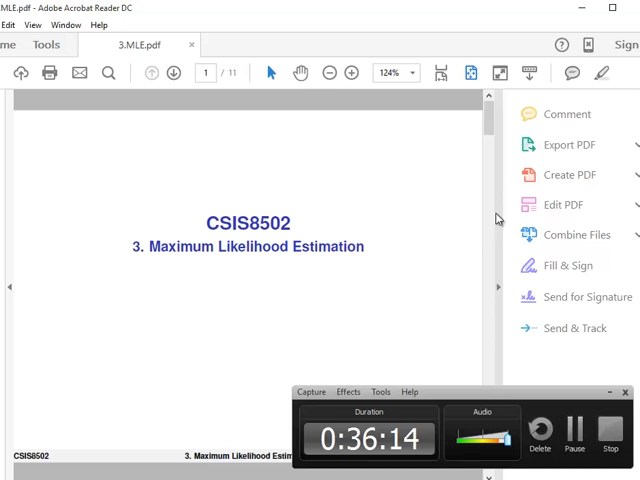 .MLE.pdf - Adobe Acrobat Reader DC
Edit View Window Help
me Tools 3.MLE.pdf × Sign
1 / 11 124%
Comment
Export PDF
Create PDF
Edit PDF
Combine Files
Fill & Sign
Send for Signature
Send & Track
CSIS8502
3. Maximum Likelihood Estimation
CSIS8502 3. Maximum Likelihood Estim
Capture Effects Tools Help
Duration Audio
0:36:14
Delete Pause Stop